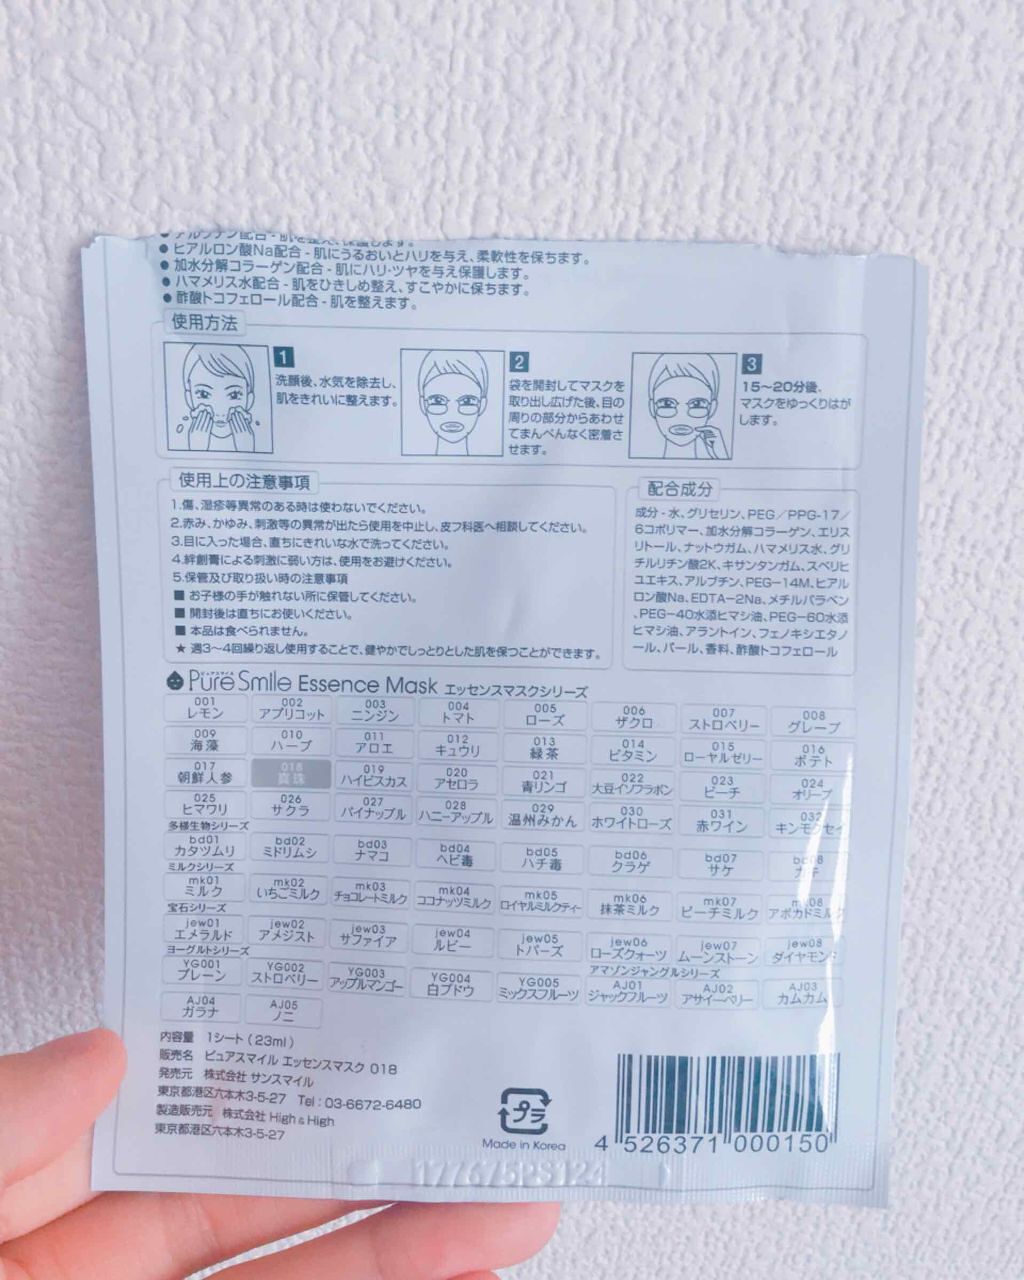 ● アルブチン配合 - 肌を整え、保護します。
● ヒアルロン酸Na配合 - 肌にうるおいとハリを与え、柔軟性を保ちます。
● 加水分解コラーゲン配合 - 肌にハリ・ツヤを与え保護します。
● ハマメリス水配合 - 肌をひきしめ整え、すこやかに保ちます。
● 酢酸トコフェロール配合 - 肌を整えます。
使用方法
1
洗顔後、水気を除去し、
肌をきれいに整えます。
2
袋を開封してマスクを
取り出し広げた後、目の
周りの部分からあわせ
てまんべんなく密着さ
せます。
3
15～20分後、
マスクをゆっくりはが
します。
使用上の注意事項
1.傷、湿疹等異常のある時は使わないでください。
2.赤み、かゆみ、刺激等の異常が出たら使用を中止し、皮フ科医へ相談してください。
3.目に入った場合、直ちにきれいな水で洗ってください。
4.絆創膏による刺激に弱い方は、使用をお避けください。
5.保管及び取り扱い時の注意事項
■ お子様の手が触れない所に保管してください。
■ 開封後は直ちにお使いください。
■ 本品は食べられません。
★ 週3～4回繰り返し使用することで、健やかでしっとりとした肌を保つことができます。
配合成分
成分 - 水、グリセリン、PEG／PPG-17／
6コポリマー、加水分解コラーゲン、エリス
リトール、ナットウガム、ハマメリス水、グリ
チルリチン酸2K、キサンタンガム、スベリヒ
ユエキス、アルブチン、PEG-14M、ヒアル
ロン酸Na、EDTA-2Na、メチルパラベン
、PEG-40水添ヒマシ油、PEG-60水添
ヒマシ油、アラントイン、フェノキシエタノ
ール、パール、香料、酢酸トコフェロール
ピュアスマイル
Pure Smile Essence Mask エッセンスマスクシリーズ
001 002 003 004 005 006 007 008
レモン アプリコット ニンジン トマト ローズ ザクロ ストロベリー グレープ
009 010 011 012 013 014 015 016
海藻 ハーブ アロエ キュウリ 緑茶 ビタミン ローヤルゼリー ポテト
017 018 019 020 021 022 023 024
朝鮮人参 真珠 ハイビスカス アセロラ 青リンゴ 大豆イソフラボン ピーチ オリーブ
025 026 027 028 029 030 031 032
ヒマワリ サクラ パイナップル ハニーアップル 温州みかん ホワイトローズ 赤ワイン キンモクセイ
多様生物シリーズ
bd01 bd02 bd03 bd04 bd05 bd06 bd07 bd08
カタツムリ ミドリムシ ナマコ ヘビ毒 ハチ毒 クラゲ サケ カキ
ミルクシリーズ
mk01 mk02 mk03 mk04 mk05 mk06 mk07 mk08
ミルク いちごミルク チョコレートミルク ココナッツミルク ロイヤルミルクティー 抹茶ミルク ピーチミルク アボカドミルク
宝石シリーズ
jew01 jew02 jew03 jew04 jew05 jew06 jew07 jew08
エメラルド アメジスト サファイア ルビー トパーズ ローズクォーツ ムーンストーン ダイヤモンド
ヨーグルトシリーズ アマゾンジャングルシリーズ
YG001 YG002 YG003 YG004 YG005 AJ01 AJ02 AJ03
プレーン ストロベリー アップルマンゴー 白ブドウ ミックスフルーツ ジャックフルーツ アサイーベリー カムカム
AJ04 AJ05
ガラナ ノニ
内容量 1シート（23ml）
販売名 ピュアスマイル エッセンスマスク 018
発売元 株式会社 サンスマイル
東京都港区六本木3-5-27 Tel：03-6672-6480
製造販売元 株式会社 High & High
東京都港区六本木3-5-27
プラ
Made in Korea
4 526371 000150
177675PS124